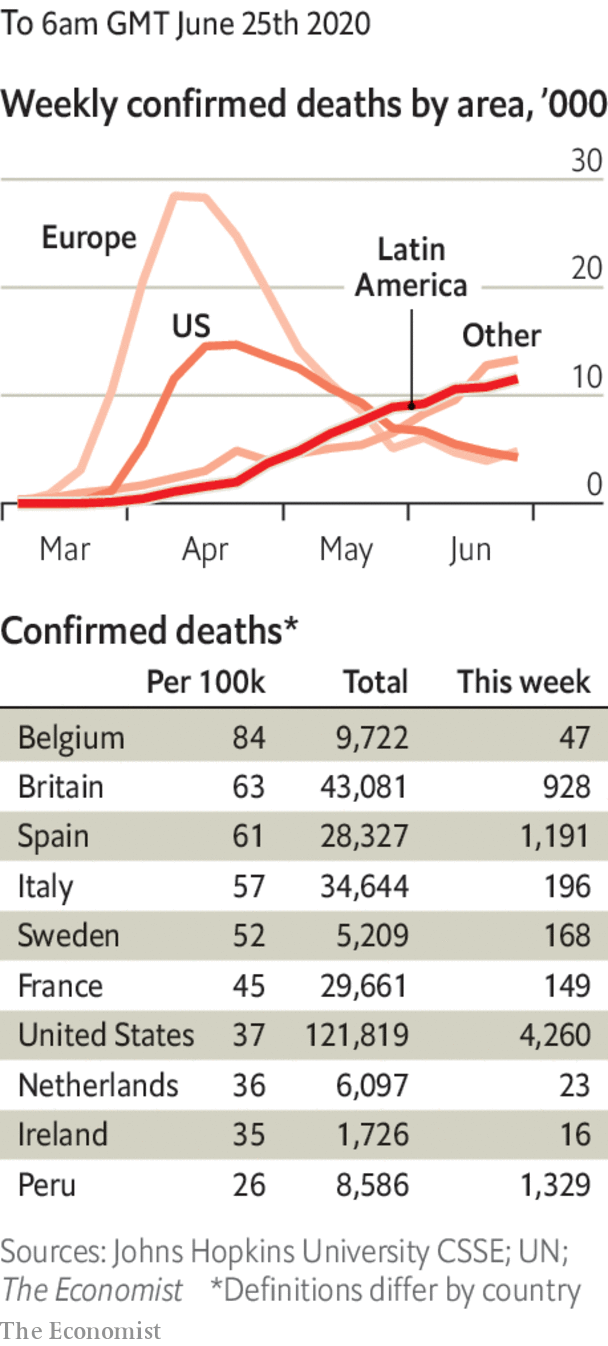 To 6am GMT June 25th 2020
Weekly confirmed deaths by area, ’000
30
Europe
Latin
America
20
US
Other
10
0
Mar Apr May Jun
Confirmed deaths*
Per 100k Total This week
Belgium 84 9,722 47
Britain 63 43,081 928
Spain 61 28,327 1,191
Italy 57 34,644 196
Sweden 52 5,209 168
France 45 29,661 149
United States 37 121,819 4,260
Netherlands 36 6,097 23
Ireland 35 1,726 16
Peru 26 8,586 1,329
Sources: Johns Hopkins University CSSE; UN;
The Economist *Definitions differ by country
The Economist